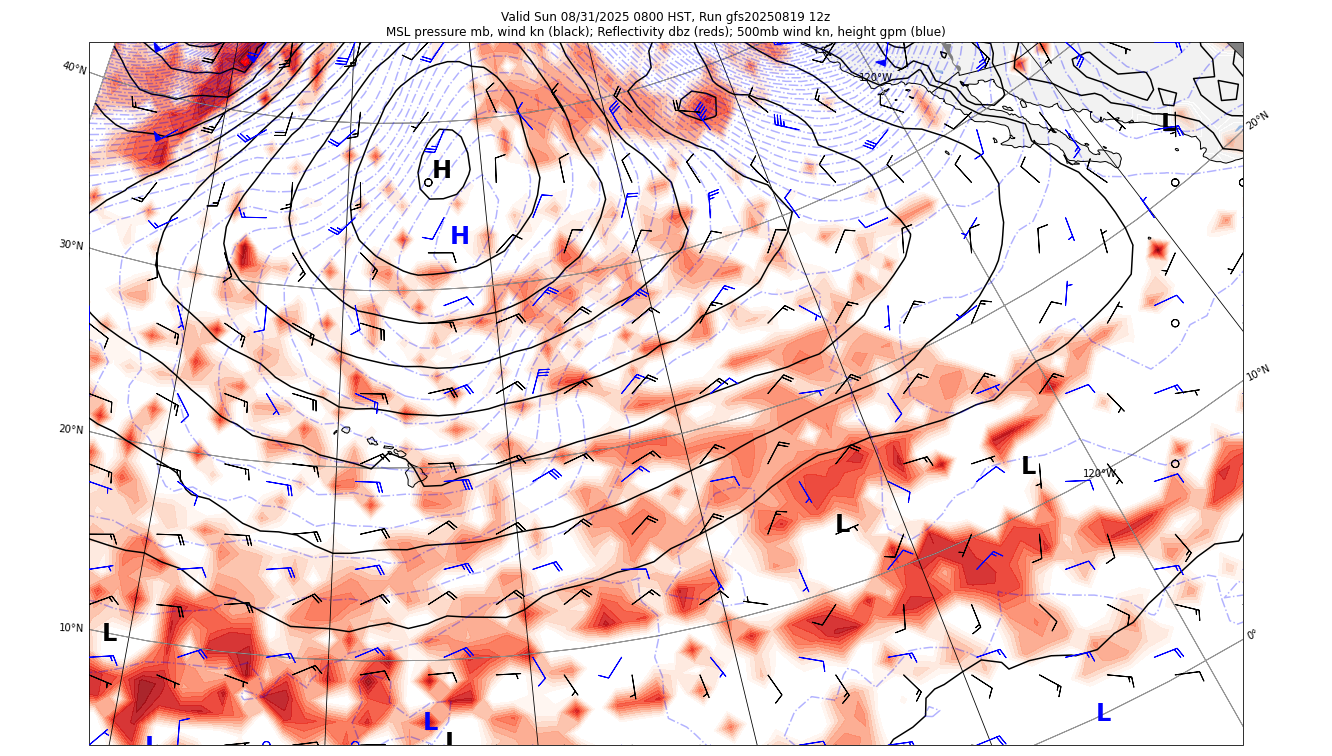 Valid Sun 08/31/2025 0800 HST, Run gfs20250819 12z
MSL pressure mb, wind kn (black); Reflectivity dbz (reds); 500mb wind kn, height gpm (blue)
40°N
120°W
L
20°N
H
H
30°N
10°N
20°N
L
120°W
L
10°N
L
0°
L
L
L
L